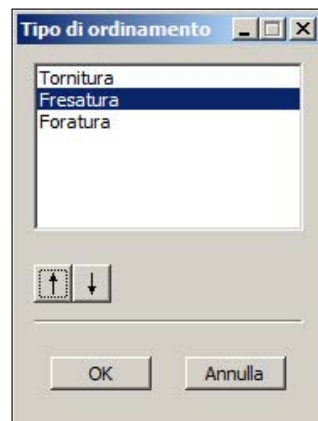 Tipo di ordinamento
Tornitura
Fresatura
Foratura
OK Annulla